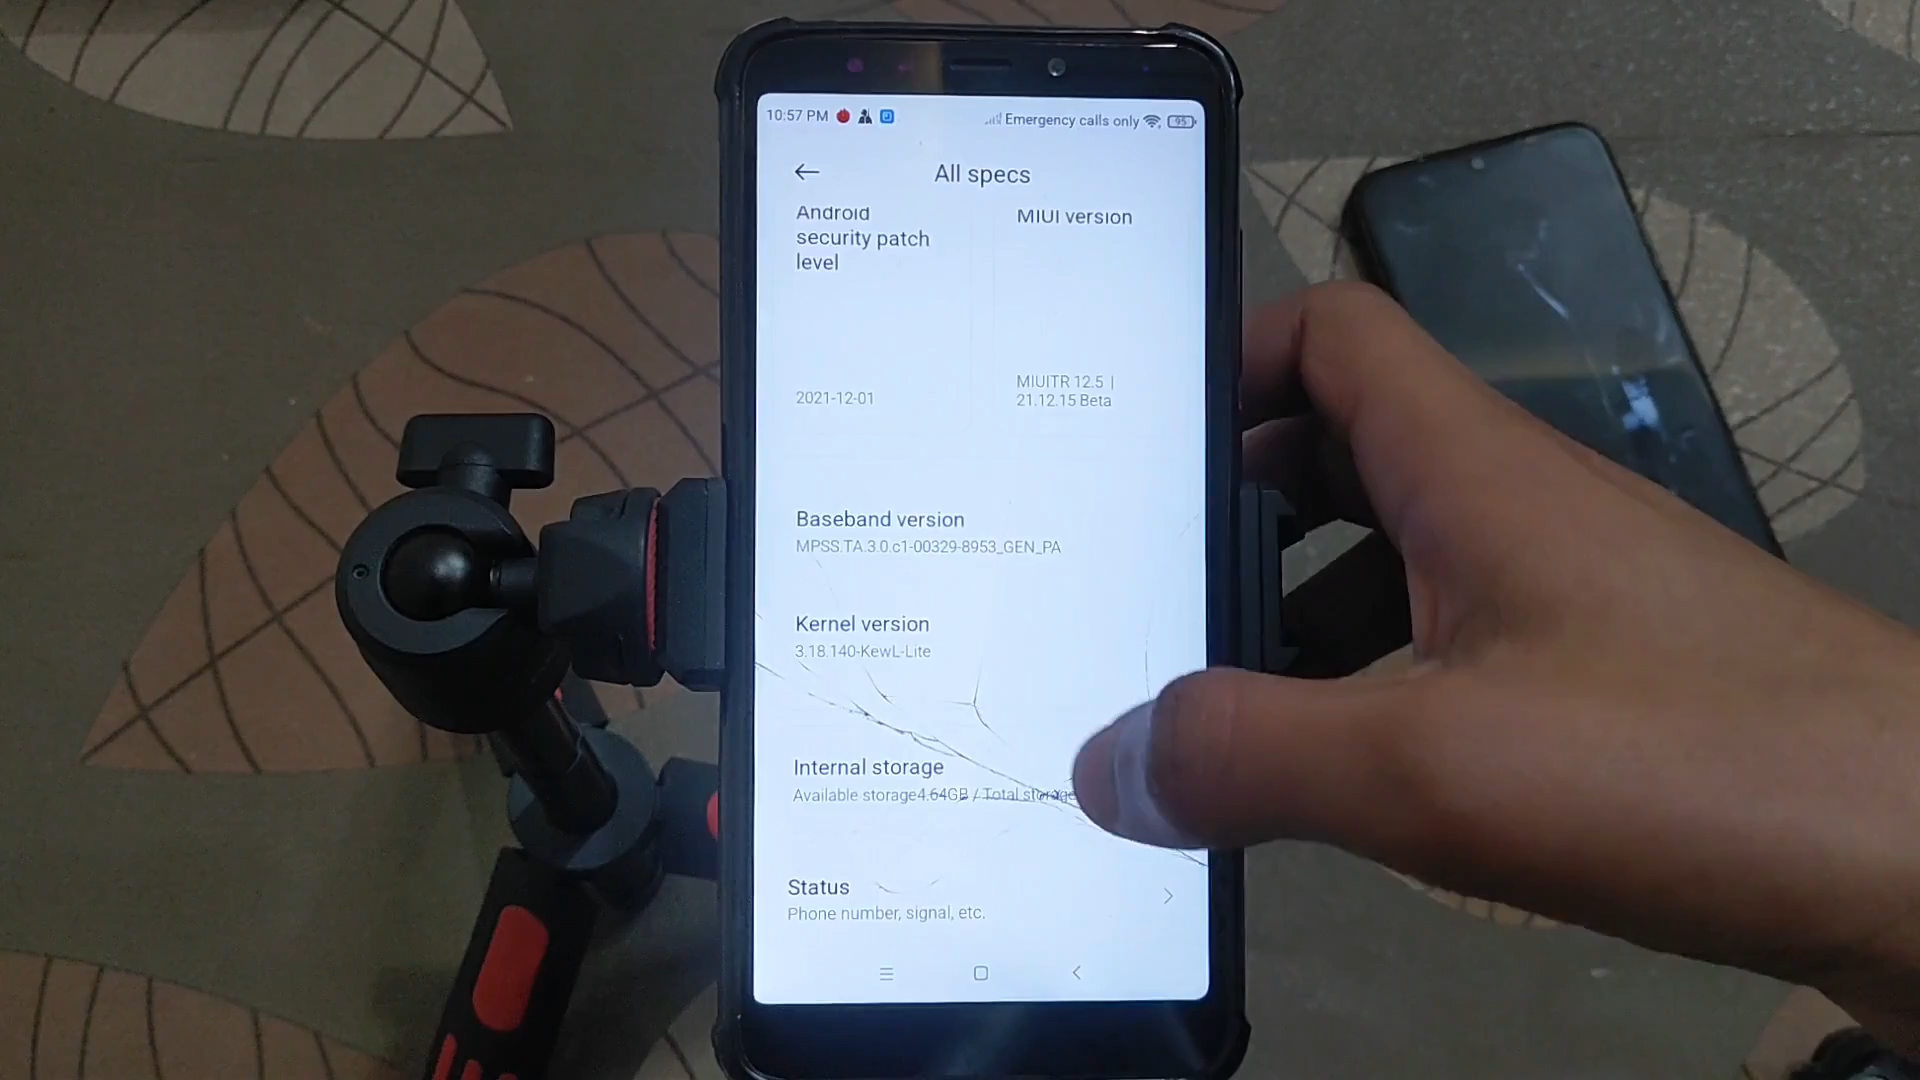 10:57 PM
Emergency calls only
95
All specs
Android
security patch
level
MIUI version
2021-12-01
MIUITR 12.5 |
21.12.15 Beta
Baseband version
MPSS.TA.3.0.c1-00329-8953_GEN_PA
Kernel version
3.18.140-KewL-Lite
Internal storage
Available storage4.64GB / Total storage
Status
Phone number, signal, etc.